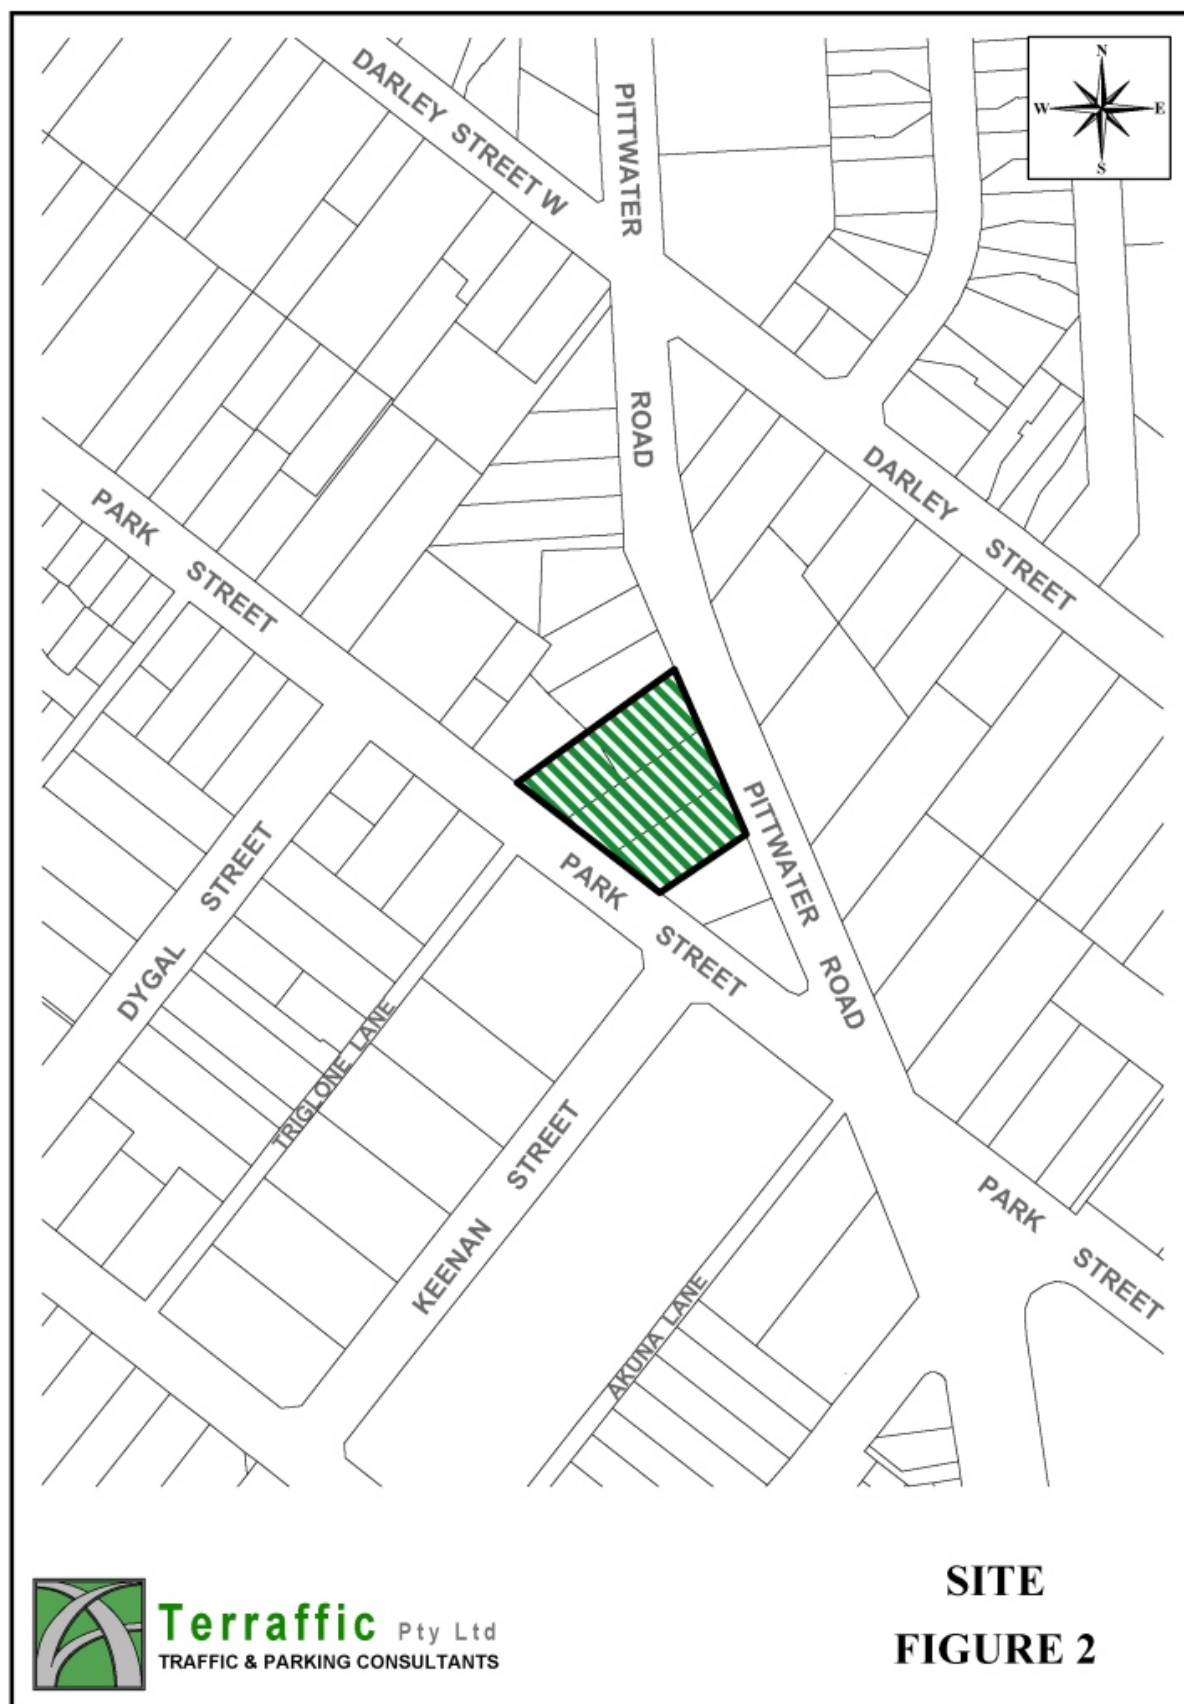 N
W E
S
DARLEY STREET W
PITTWATER
ROAD
DARLEY
STREET
PARK
STREET
PITTWATER
ROAD
PARK
STREET
DYGAL STREET
TRIGLONE LANE
KEENAN STREET
AKUNA LANE
PARK
STREET
SITE
FIGURE 2
Terraffic Pty Ltd
TRAFFIC & PARKING CONSULTANTS